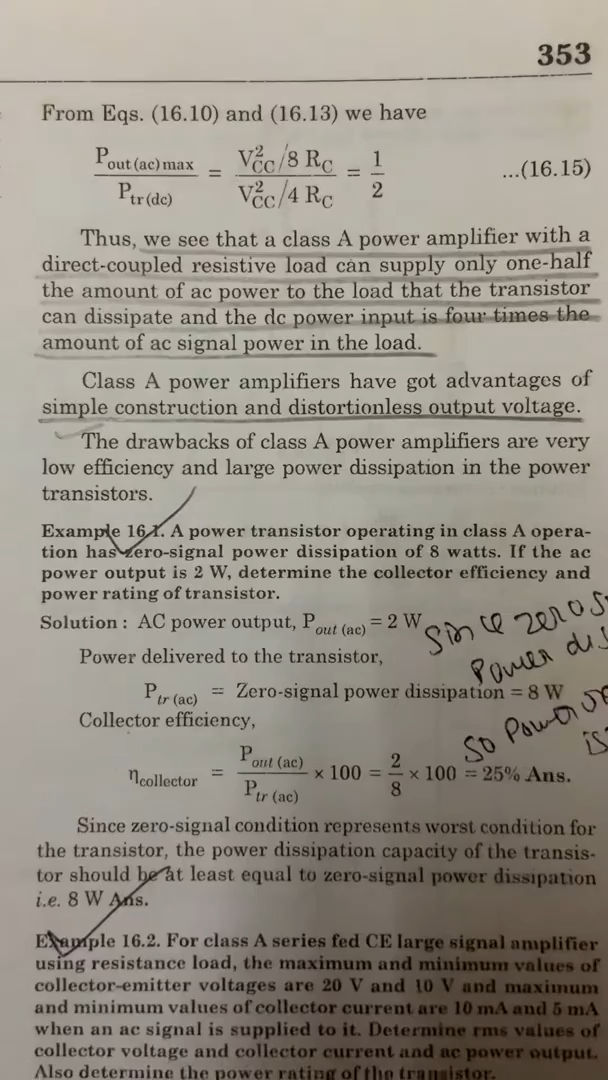 353
From Eqs. (16.10) and (16.13) we have
P_out (ac) max / P_tr (dc) = (V²_CC/8 R_C) / (V²_CC/4 R_C) = 1/2 ...(16.15)
Thus, we see that a class A power amplifier with a
direct-coupled resistive load can supply only one-half
the amount of ac power to the load that the transistor
can dissipate and the dc power input is four times the
amount of ac signal power in the load.
Class A power amplifiers have got advantages of
simple construction and distortionless output voltage.
The drawbacks of class A power amplifiers are very
low efficiency and large power dissipation in the power
transistors.
Example 16.1. A power transistor operating in class A opera-
tion has zero-signal power dissipation of 8 watts. If the ac
power output is 2 W, determine the collector efficiency and
power rating of transistor.
Solution : AC power output, P_out (ac) = 2 W
Since zero
Power dis
Power delivered to the transistor,
P_tr (ac) = Zero-signal power dissipation = 8 W
So Power
is
Collector efficiency,
η_collector = P_out (ac) / P_tr (ac) × 100 = 2/8 × 100 = 25% Ans.
Since zero-signal condition represents worst condition for
the transistor, the power dissipation capacity of the transis-
tor should be at least equal to zero-signal power dissipation
i.e. 8 W Ans.
Example 16.2. For class A series fed CE large signal amplifier
using resistance load, the maximum and minimum values of
collector-emitter voltages are 20 V and 10 V and maximum
and minimum values of collector current are 10 mA and 5 mA
when an ac signal is supplied to it. Determine rms values of
collector voltage and collector current and ac power output.
Also determine the power rating of the transistor.